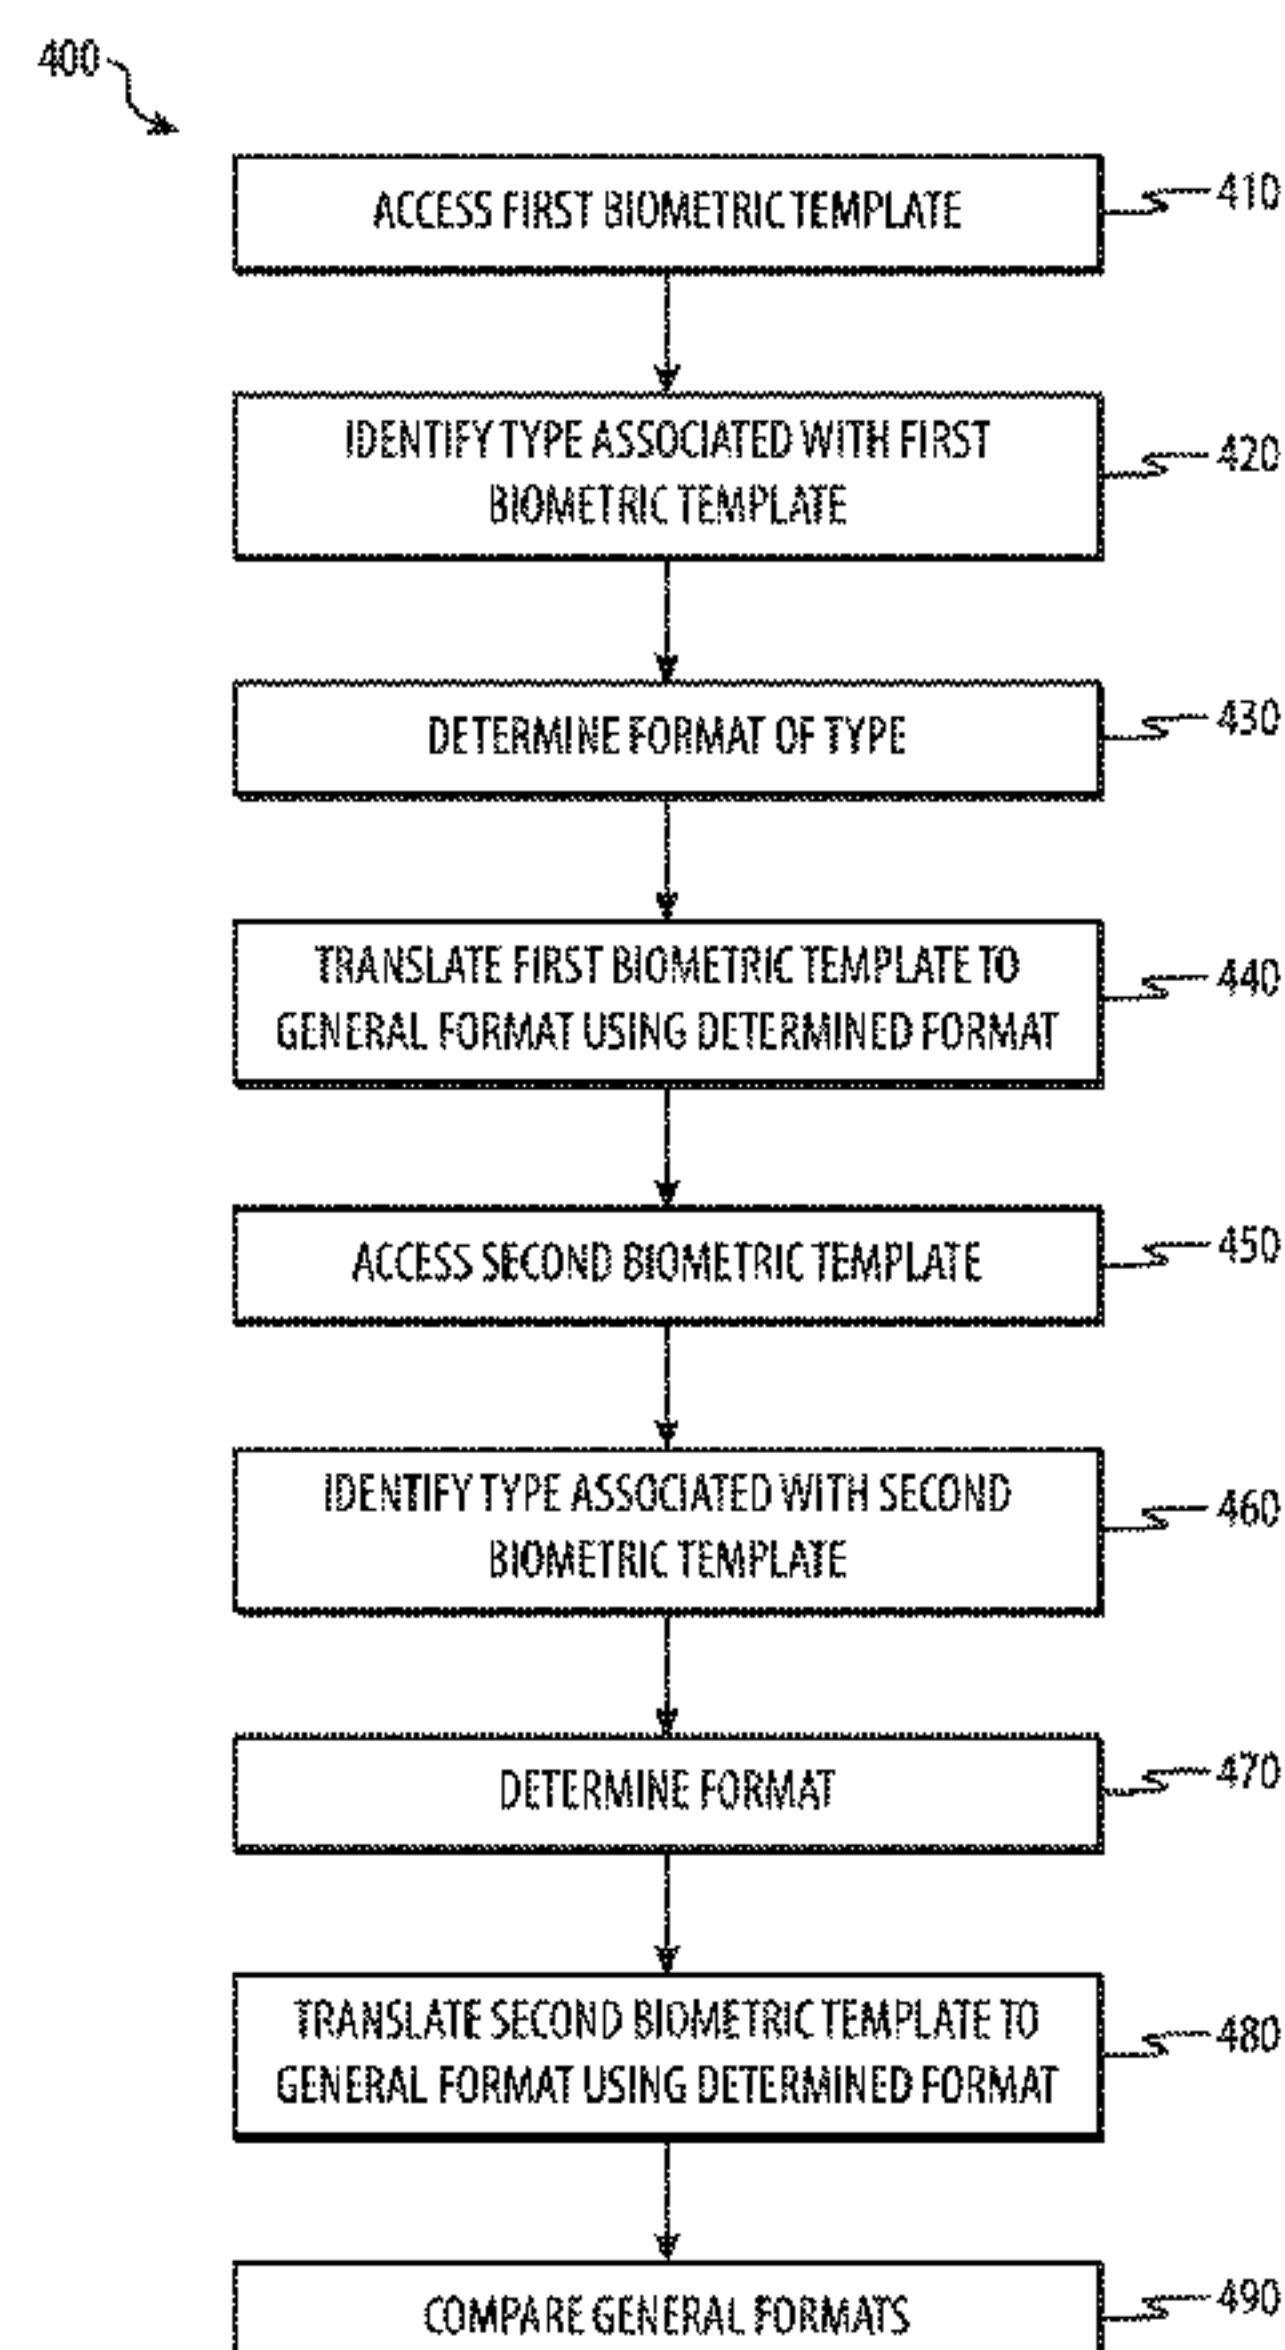 400
ACCESS FIRST BIOMETRIC TEMPLATE
410
IDENTIFY TYPE ASSOCIATED WITH FIRST
BIOMETRIC TEMPLATE
420
DETERMINE FORMAT OF TYPE
430
TRANSLATE FIRST BIOMETRIC TEMPLATE TO
GENERAL FORMAT USING DETERMINED FORMAT
440
ACCESS SECOND BIOMETRIC TEMPLATE
450
IDENTIFY TYPE ASSOCIATED WITH SECOND
BIOMETRIC TEMPLATE
460
DETERMINE FORMAT
470
TRANSLATE SECOND BIOMETRIC TEMPLATE TO
GENERAL FORMAT USING DETERMINED FORMAT
480
COMPARE GENERAL FORMATS
490